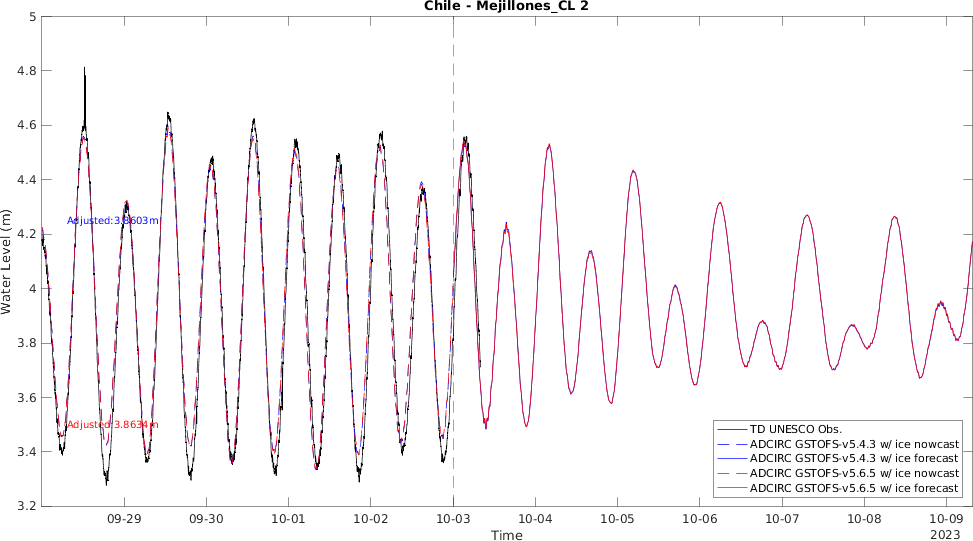 Chile - Mejillones_CL 2
5
4.8
4.6
4.4
4.2
4
3.8
3.6
3.4
3.2
Water Level (m)
Adjusted:3.8603m
Adjusted:3.8634m
TD UNESCO Obs.
ADCIRC GSTOFS-v5.4.3 w/ ice nowcast
ADCIRC GSTOFS-v5.4.3 w/ ice forecast
ADCIRC GSTOFS-v5.6.5 w/ ice nowcast
ADCIRC GSTOFS-v5.6.5 w/ ice forecast
09-29 09-30 10-01 10-02 10-03 10-04 10-05 10-06 10-07 10-08 10-09
2023
Time